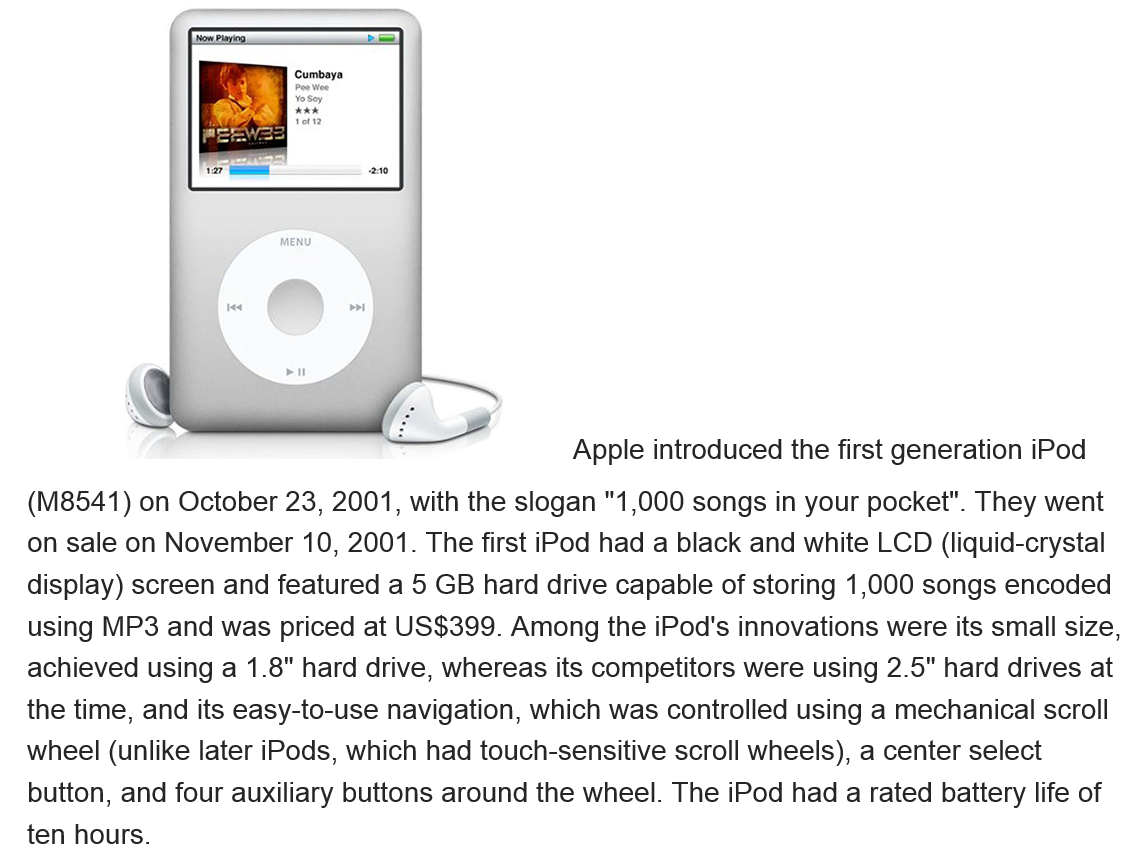 Now Playing
Cumbaya
Pee Wee
Yo Soy
★★★
1 of 12
PEEWEE
1:27 -2:10
MENU
Apple introduced the first generation iPod
(M8541) on October 23, 2001, with the slogan "1,000 songs in your pocket". They went
on sale on November 10, 2001. The first iPod had a black and white LCD (liquid-crystal
display) screen and featured a 5 GB hard drive capable of storing 1,000 songs encoded
using MP3 and was priced at US$399. Among the iPod's innovations were its small size,
achieved using a 1.8" hard drive, whereas its competitors were using 2.5" hard drives at
the time, and its easy-to-use navigation, which was controlled using a mechanical scroll
wheel (unlike later iPods, which had touch-sensitive scroll wheels), a center select
button, and four auxiliary buttons around the wheel. The iPod had a rated battery life of
ten hours.